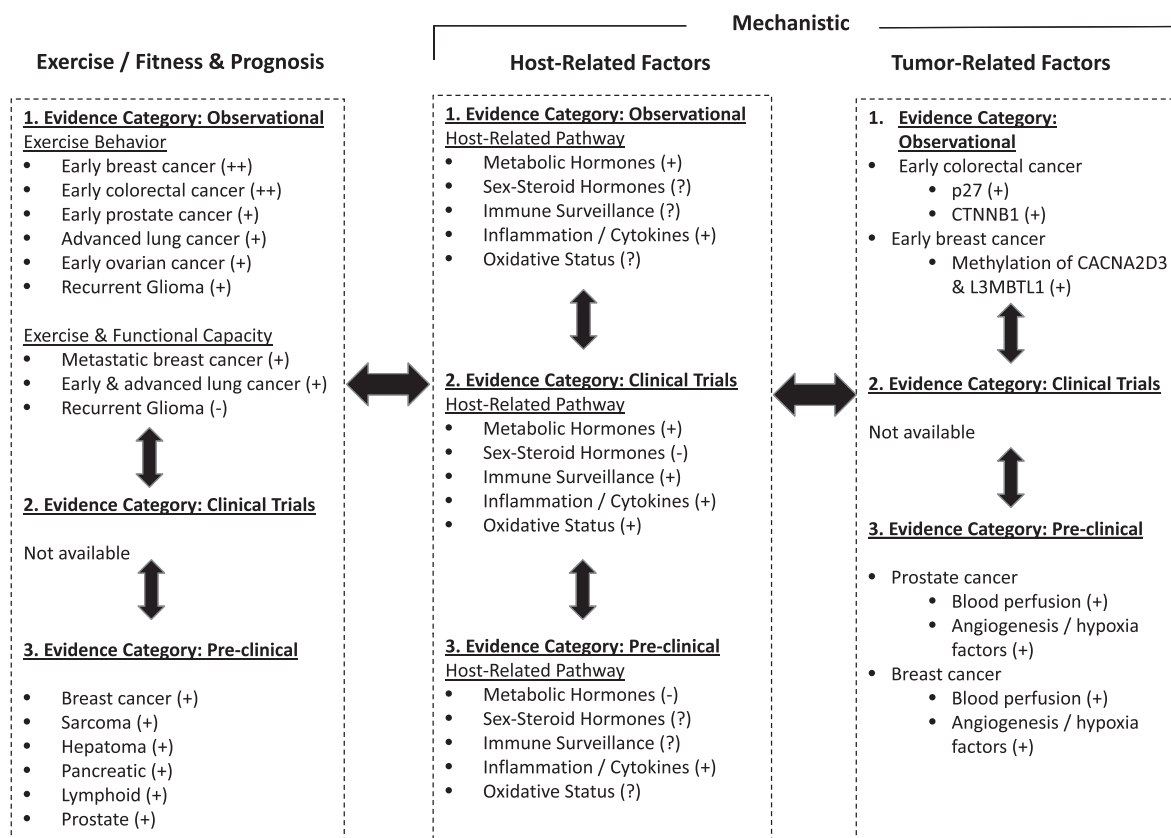 Mechanistic
Exercise / Fitness & Prognosis
1. Evidence Category: Observational
Exercise Behavior
• Early breast cancer (++)
• Early colorectal cancer (++)
• Early prostate cancer (+)
• Advanced lung cancer (+)
• Early ovarian cancer (+)
• Recurrent Glioma (+)
Exercise & Functional Capacity
• Metastatic breast cancer (+)
• Early & advanced lung cancer (+)
• Recurrent Glioma (-)
2. Evidence Category: Clinical Trials
Not available
3. Evidence Category: Pre-clinical
• Breast cancer (+)
• Sarcoma (+)
• Hepatoma (+)
• Pancreatic (+)
• Lymphoid (+)
• Prostate (+)
Host-Related Factors
1. Evidence Category: Observational
Host-Related Pathway
• Metabolic Hormones (+)
• Sex-Steroid Hormones (?)
• Immune Surveillance (?)
• Inflammation / Cytokines (+)
• Oxidative Status (?)
2. Evidence Category: Clinical Trials
Host-Related Pathway
• Metabolic Hormones (+)
• Sex-Steroid Hormones (-)
• Immune Surveillance (+)
• Inflammation / Cytokines (+)
• Oxidative Status (+)
3. Evidence Category: Pre-clinical
Host-Related Pathway
• Metabolic Hormones (-)
• Sex-Steroid Hormones (?)
• Immune Surveillance (?)
• Inflammation / Cytokines (+)
• Oxidative Status (?)
Tumor-Related Factors
1. Evidence Category:
Observational
• Early colorectal cancer
• p27 (+)
• CTNNB1 (+)
• Early breast cancer
• Methylation of CACNA2D3
& L3MBTL1 (+)
2. Evidence Category: Clinical Trials
Not available
3. Evidence Category: Pre-clinical
• Prostate cancer
• Blood perfusion (+)
• Angiogenesis / hypoxia
factors (+)
• Breast cancer
• Blood perfusion (+)
• Angiogenesis / hypoxia
factors (+)